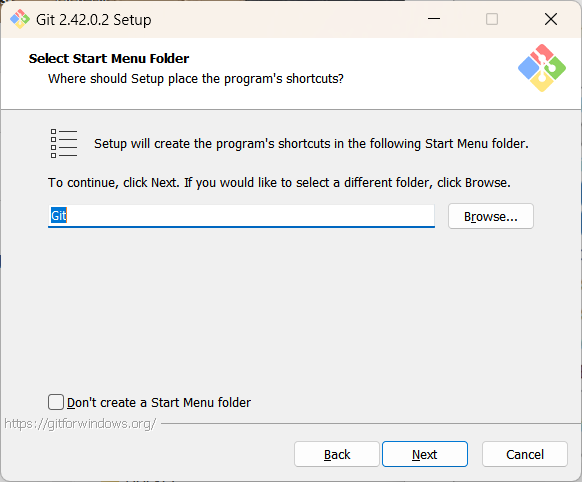 Git 2.42.0.2 Setup
Select Start Menu Folder
Where should Setup place the program's shortcuts?
Setup will create the program's shortcuts in the following Start Menu folder.
To continue, click Next. If you would like to select a different folder, click Browse.
Git
Browse...
Don't create a Start Menu folder
https://gitforwindows.org/
Back
Next
Cancel